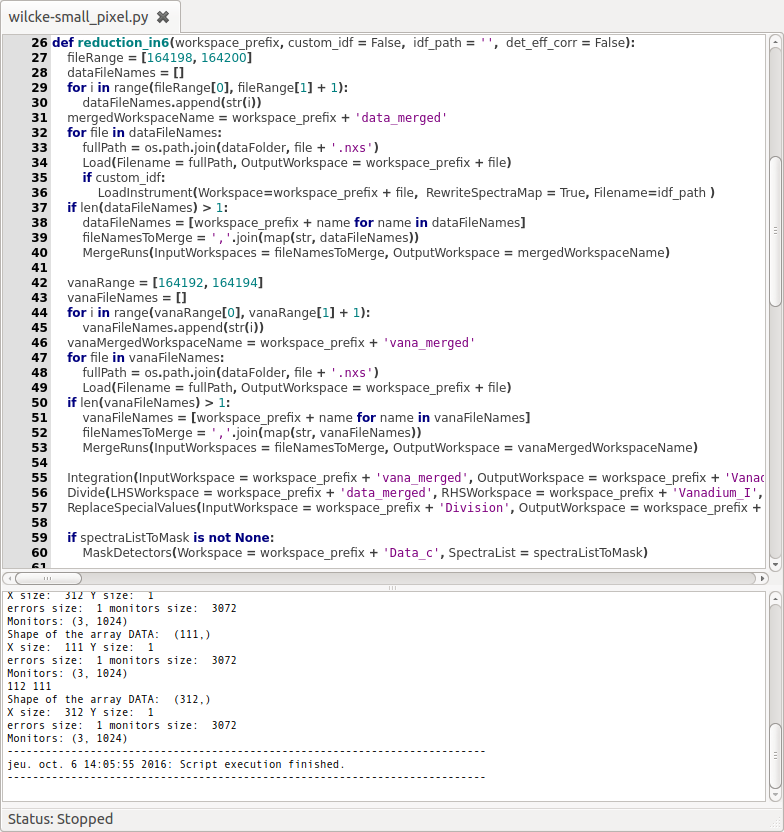 wilcke-small_pixel.py
26 def reduction_in6(workspace_prefix, custom_idf = False,  idf_path = '',  det_eff_corr = False):
27     fileRange = [164198, 164200]
28     dataFileNames = []
29     for i in range(fileRange[0], fileRange[1] + 1):
30         dataFileNames.append(str(i))
31     mergedWorkspaceName = workspace_prefix + 'data_merged'
32     for file in dataFileNames:
33         fullPath = os.path.join(dataFolder, file + '.nxs')
34         Load(Filename = fullPath, OutputWorkspace = workspace_prefix + file)
35         if custom_idf:
36             LoadInstrument(Workspace=workspace_prefix + file,  RewriteSpectraMap = True, Filename=idf_path )
37     if len(dataFileNames) > 1:
38         dataFileNames = [workspace_prefix + name for name in dataFileNames]
39         fileNamesToMerge = ','.join(map(str, dataFileNames))
40         MergeRuns(InputWorkspaces = fileNamesToMerge, OutputWorkspace = mergedWorkspaceName)
41
42     vanaRange = [164192, 164194]
43     vanaFileNames = []
44     for i in range(vanaRange[0], vanaRange[1] + 1):
45         vanaFileNames.append(str(i))
46     vanaMergedWorkspaceName = workspace_prefix + 'vana_merged'
47     for file in vanaFileNames:
48         fullPath = os.path.join(dataFolder, file + '.nxs')
49         Load(Filename = fullPath, OutputWorkspace = workspace_prefix + file)
50     if len(vanaFileNames) > 1:
51         vanaFileNames = [workspace_prefix + name for name in vanaFileNames]
52         fileNamesToMerge = ','.join(map(str, vanaFileNames))
53         MergeRuns(InputWorkspaces = fileNamesToMerge, OutputWorkspace = vanaMergedWorkspaceName)
54
55     Integration(InputWorkspace = workspace_prefix + 'vana_merged', OutputWorkspace = workspace_prefix + 'Vanad
56     Divide(LHSWorkspace = workspace_prefix + 'data_merged', RHSWorkspace = workspace_prefix + 'Vanadium_I',
57     ReplaceSpecialValues(InputWorkspace = workspace_prefix + 'Division', OutputWorkspace = workspace_prefix +
58
59     if spectraListToMask is not None:
60         MaskDetectors(Workspace = workspace_prefix + 'Data_c', SpectraList = spectraListToMask)
61
X size:  312 Y size:  1
errors size:  1 monitors size:  3072
Monitors: (3, 1024)
Shape of the array DATA:  (111,)
X size:  111 Y size:  1
errors size:  1 monitors size:  3072
Monitors: (3, 1024)
112 111
Shape of the array DATA:  (312,)
X size:  312 Y size:  1
errors size:  1 monitors size:  3072
Monitors: (3, 1024)
---------------------------------------------------------------------------
jeu. oct. 6 14:05:55 2016: Script execution finished.
---------------------------------------------------------------------------
Status: Stopped